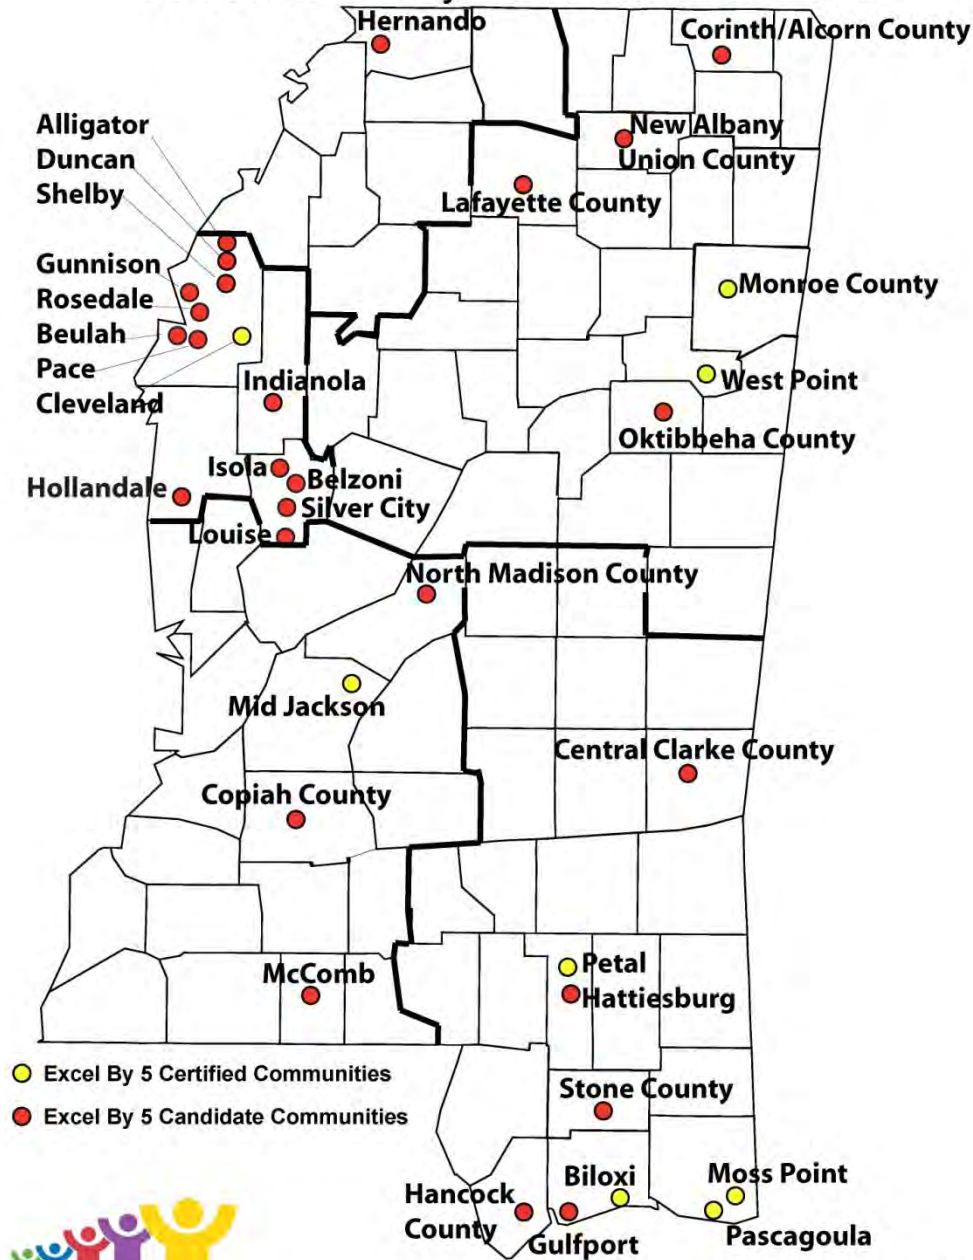 Hernando
Corinth/Alcorn County
Alligator
Duncan
Shelby
New Albany
Union County
Lafayette County
Gunnison
Rosedale
Beulah
Pace
Cleveland
Monroe County
Indianola
West Point
Oktibbeha County
Isola
Belzoni
Hollandale
Silver City
Louise
North Madison County
Mid Jackson
Central Clarke County
Copiah County
McComb
Petal
Hattiesburg
Excel By 5 Certified Communities
Excel By 5 Candidate Communities
Stone County
Biloxi
Moss Point
Hancock
County
Gulfport
Pascagoula